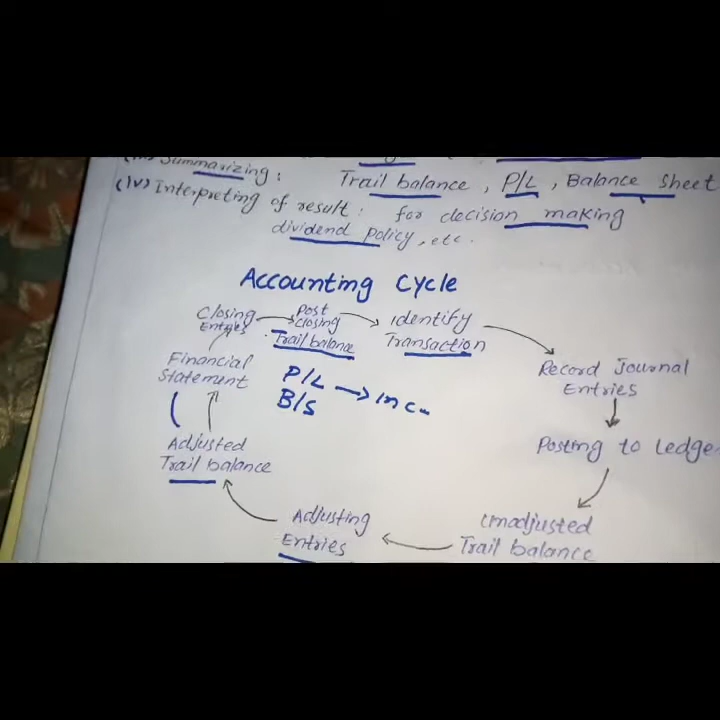 Summarizing : Trail balance, P/L, Balance sheet
(iv) Interpreting of result : for decision making
dividend policy, etc.
Accounting Cycle
Closing
Entries
Post
closing
Trail balance
identify
Transaction
Record Journal
Entries
Posting to Ledge
unadjusted
Trail balance
Adjusting
Entries
Adjusted
Trail balance
Financial
statement
P/L
B/S
inc